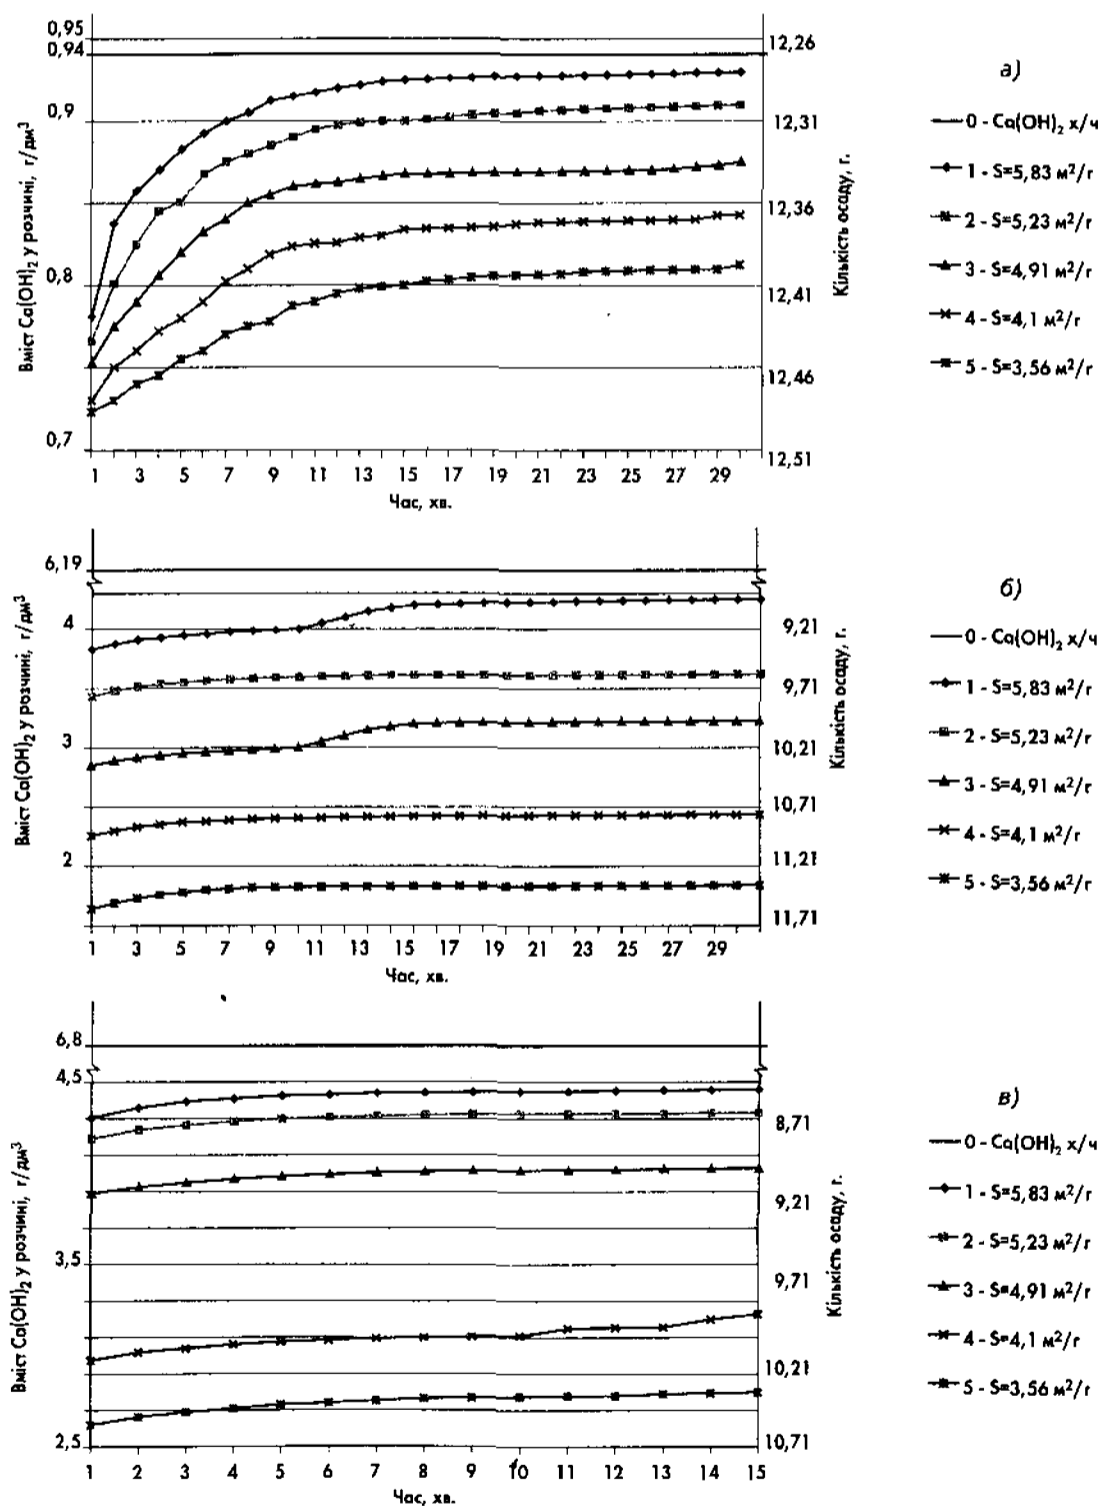 0,95
0,94
0,9
0,8
0,7
Вміст Ca(OH)₂ у розчині, г/дм³
12,26
12,31
12,36
12,41
12,46
12,51
Кількість осаду, г.
1 3 5 7 9 11 13 15 17 19 21 23 25 27 29
Час, хв.
а)
0 - Ca(OH)₂ х/ч
1 - S=5,83 м²/г
2 - S=5,23 м²/г
3 - S=4,91 м²/г
4 - S=4,1 м²/г
5 - S=3,56 м²/г
6,19
4
3
2
Вміст Ca(OH)₂ у розчині, г/дм³
9,21
9,71
10,21
10,71
11,21
11,71
Кількість осаду, г.
1 3 5 7 9 11 13 15 17 19 21 23 25 27 29
Час, хв.
б)
0 - Ca(OH)₂ х/ч
1 - S=5,83 м²/г
2 - S=5,23 м²/г
3 - S=4,91 м²/г
4 - S=4,1 м²/г
5 - S=3,56 м²/г
6,8
4,5
3,5
2,5
Вміст Ca(OH)₂ у розчині, г/дм³
8,71
9,21
9,71
10,21
10,71
Кількість осаду, г.
1 2 3 4 5 6 7 8 9 10 11 12 13 14 15
Час, хв.
в)
0 - Ca(OH)₂ х/ч
1 - S=5,83 м²/г
2 - S=5,23 м²/г
3 - S=4,91 м²/г
4 - S=4,1 м²/г
5 - S=3,56 м²/г